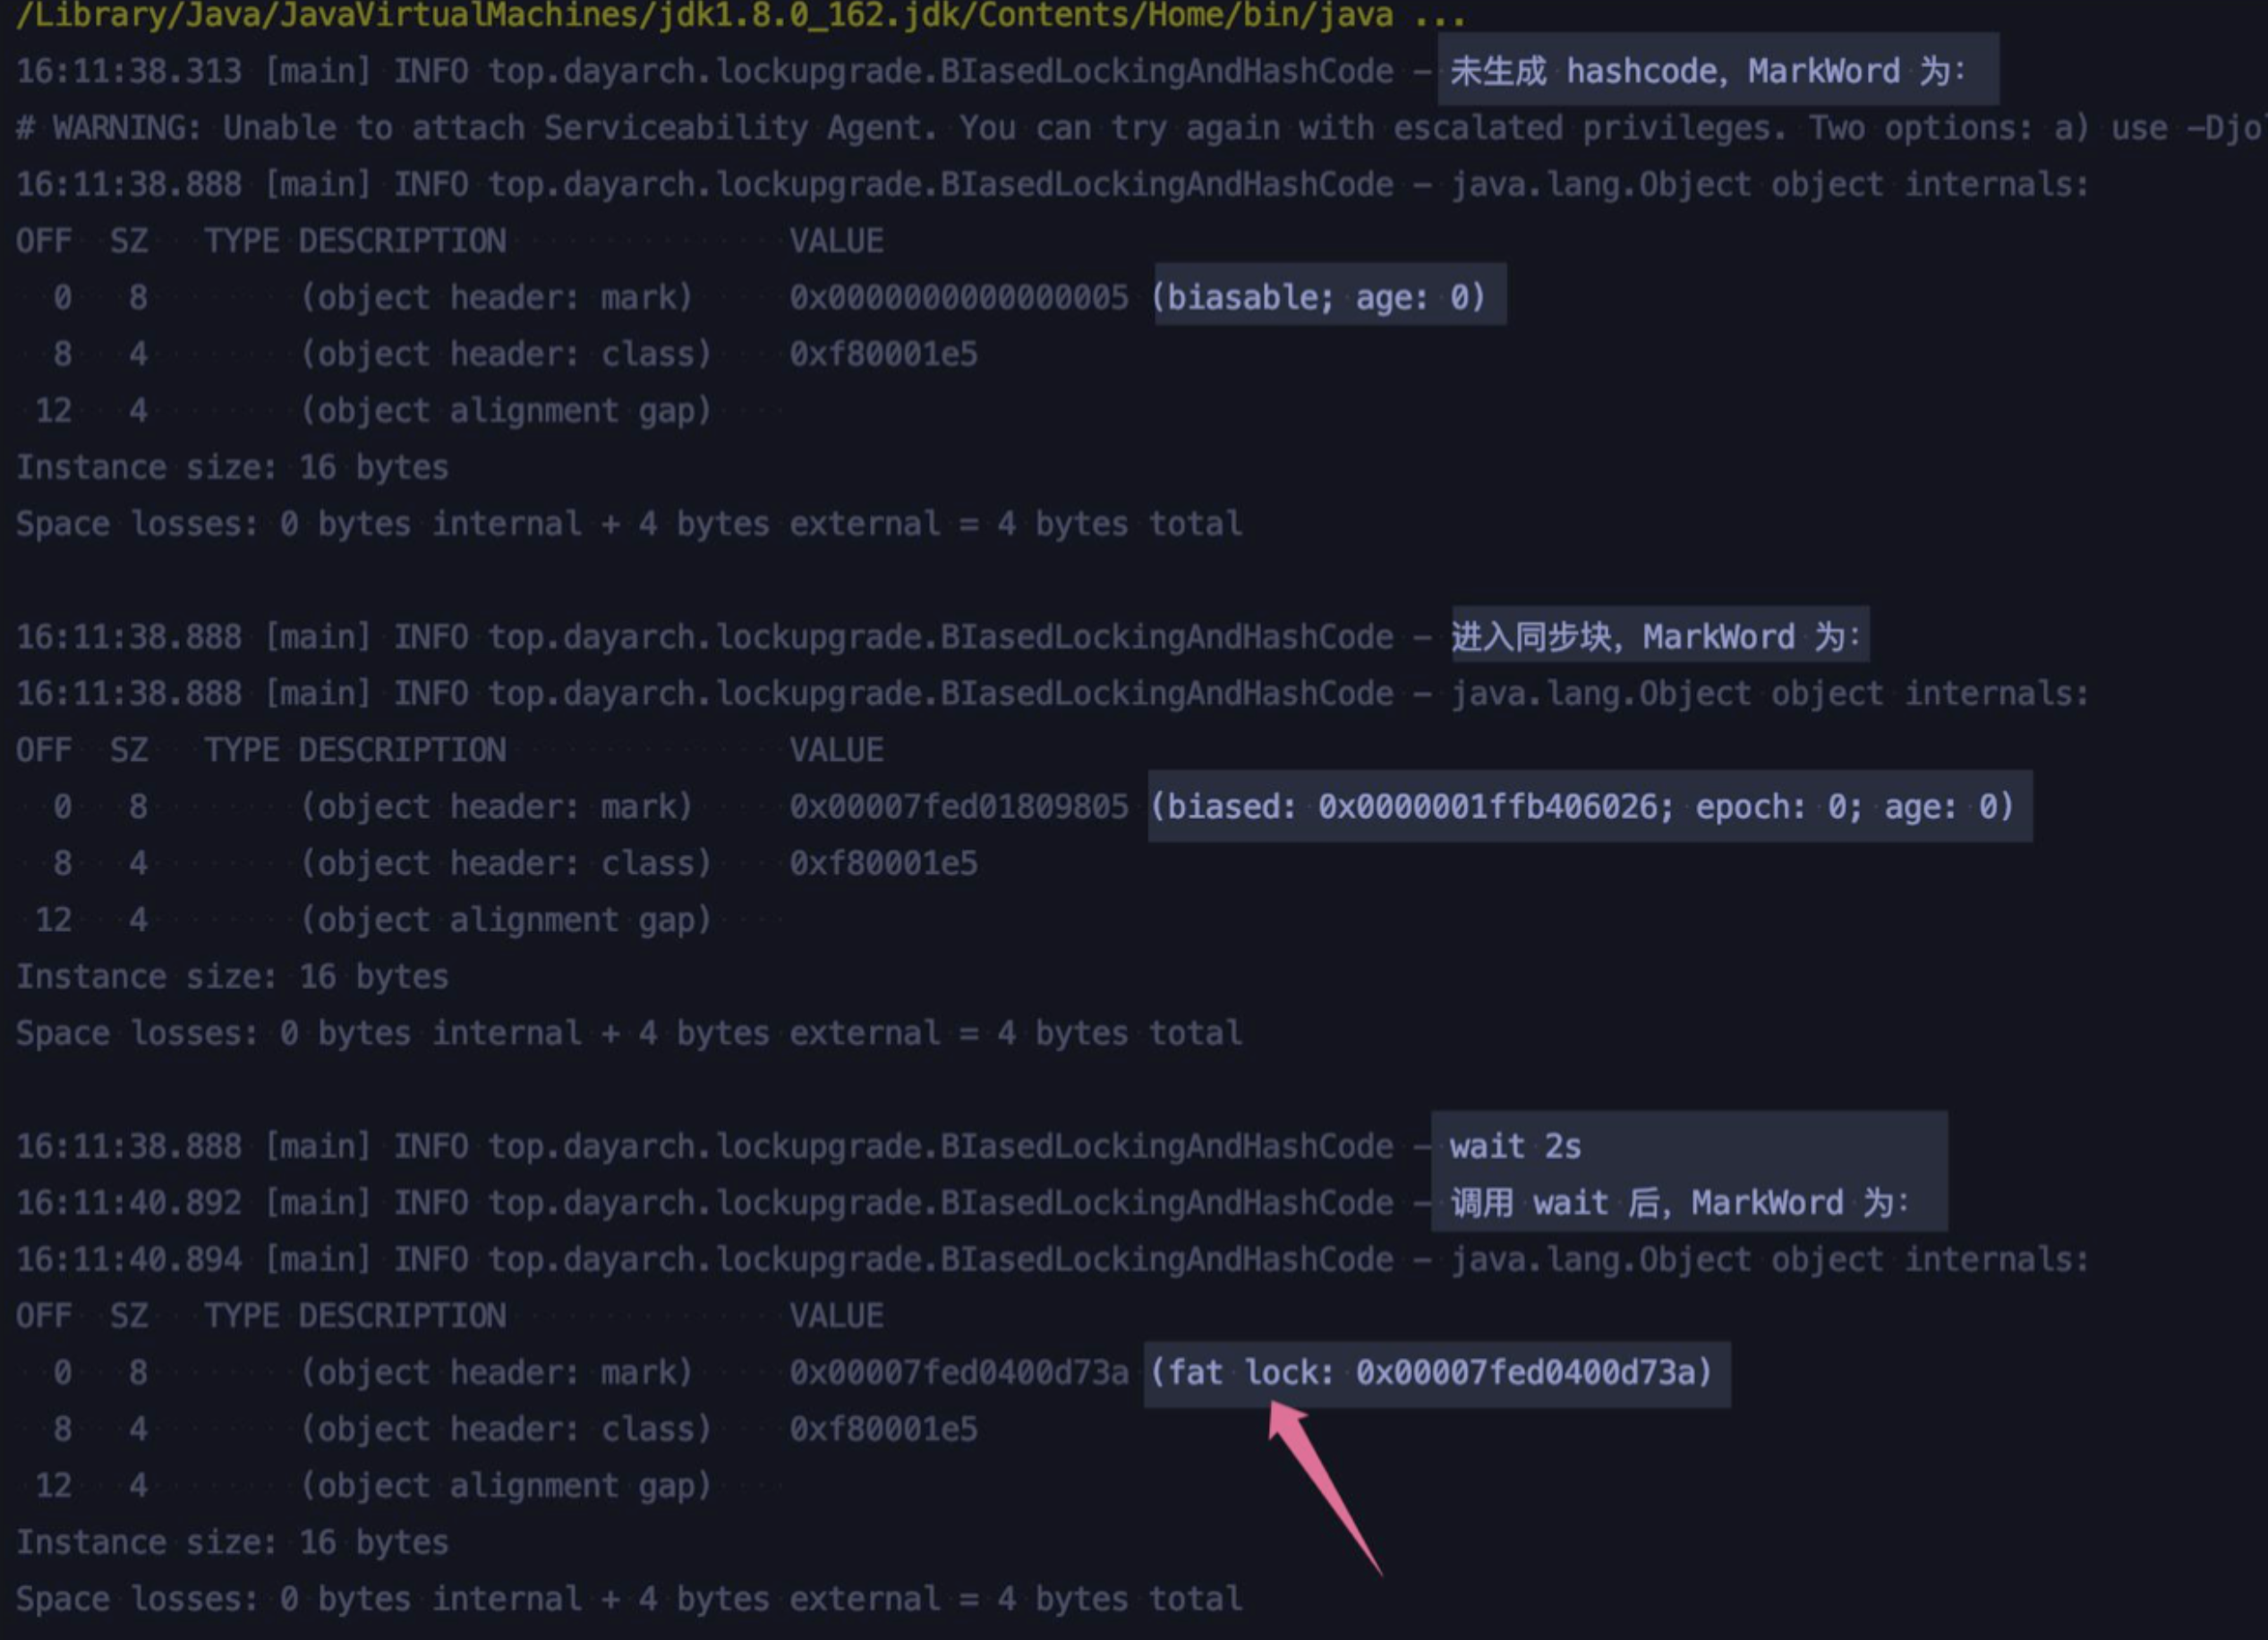 /Library/Java/JavaVirtualMachines/jdk1.8.0_162.jdk/Contents/Home/bin/java ...
16:11:38.313 [main] INFO top.dayarch.lockupgrade.BIasedLockingAndHashCode - 未生成 hashcode，MarkWord 为：
# WARNING: Unable to attach Serviceability Agent. You can try again with escalated privileges. Two options: a) use -Djol
16:11:38.888 [main] INFO top.dayarch.lockupgrade.BIasedLockingAndHashCode - java.lang.Object object internals:
OFF  SZ   TYPE DESCRIPTION               VALUE
  0   8        (object header: mark)     0x0000000000000005 (biasable; age: 0)
  8   4        (object header: class)    0xf80001e5
 12   4        (object alignment gap)
Instance size: 16 bytes
Space losses: 0 bytes internal + 4 bytes external = 4 bytes total
16:11:38.888 [main] INFO top.dayarch.lockupgrade.BIasedLockingAndHashCode - 进入同步块，MarkWord 为：
16:11:38.888 [main] INFO top.dayarch.lockupgrade.BIasedLockingAndHashCode - java.lang.Object object internals:
OFF  SZ   TYPE DESCRIPTION               VALUE
  0   8        (object header: mark)     0x00007fed01809805 (biased: 0x0000001ffb406026; epoch: 0; age: 0)
  8   4        (object header: class)    0xf80001e5
 12   4        (object alignment gap)
Instance size: 16 bytes
Space losses: 0 bytes internal + 4 bytes external = 4 bytes total
16:11:38.888 [main] INFO top.dayarch.lockupgrade.BIasedLockingAndHashCode - wait 2s
16:11:40.892 [main] INFO top.dayarch.lockupgrade.BIasedLockingAndHashCode - 调用 wait 后，MarkWord 为：
16:11:40.894 [main] INFO top.dayarch.lockupgrade.BIasedLockingAndHashCode - java.lang.Object object internals:
OFF  SZ   TYPE DESCRIPTION               VALUE
  0   8        (object header: mark)     0x00007fed0400d73a (fat lock: 0x00007fed0400d73a)
  8   4        (object header: class)    0xf80001e5
 12   4        (object alignment gap)
Instance size: 16 bytes
Space losses: 0 bytes internal + 4 bytes external = 4 bytes total